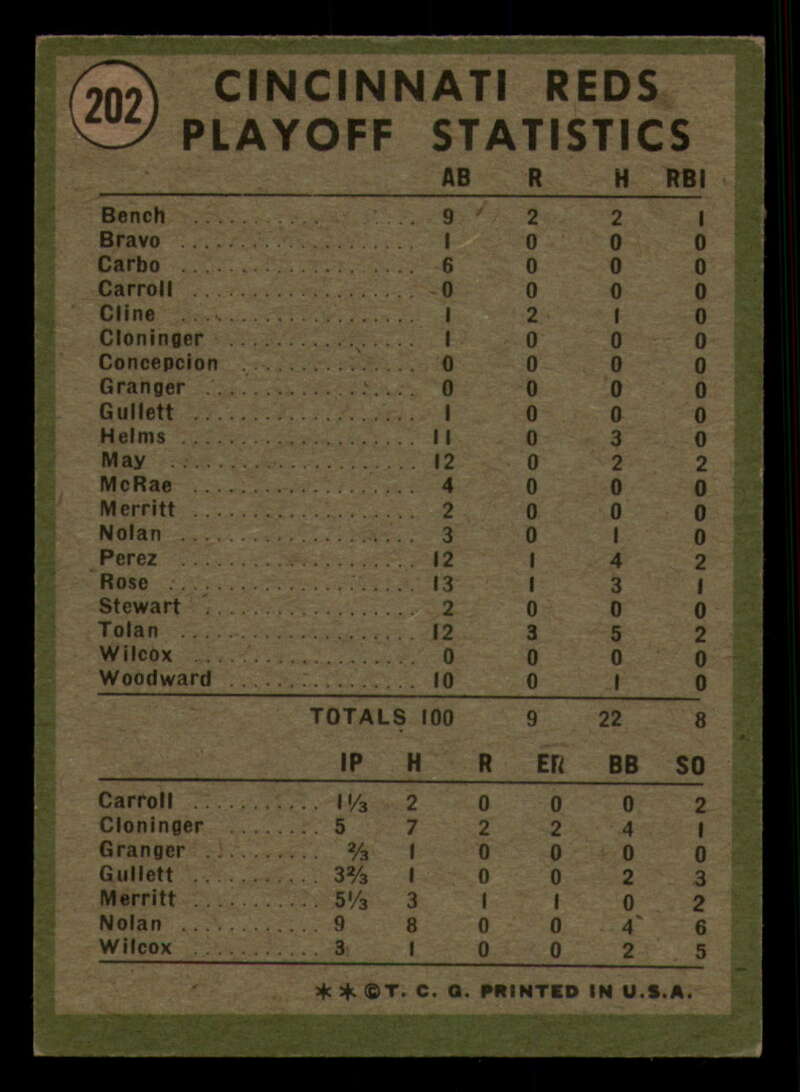 202
CINCINNATI REDS
PLAYOFF STATISTICS
AB R H RBI
Bench .................... 9 2 2 1
Bravo .................... 1 0 0 0
Carbo .................... 6 0 0 0
Carroll .................... 0 0 0 0
Cline .................... 1 2 1 0
Cloninger ................ 1 0 0 0
Concepcion ............... 0 0 0 0
Granger .................. 0 0 0 0
Gullett .................. 1 0 0 0
Helms .................... 11 0 3 0
May ...................... 12 0 2 2
McRae .................... 4 0 0 0
Merritt .................. 2 0 0 0
Nolan .................... 3 0 1 0
Perez .................... 12 1 4 2
Rose ..................... 13 1 3 1
Stewart .................. 2 0 0 0
Tolan .................... 12 3 5 2
Wilcox ................... 0 0 0 0
Woodward ................. 10 0 1 0
TOTALS 100 9 22 8
IP H R ER BB SO
Carroll ........... 1⅓ 2 0 0 0 2
Cloninger ........ 5 7 2 2 4 1
Granger .......... ⅔ 1 0 0 0 0
Gullett ........... 3⅔ 1 0 0 2 3
Merritt ........... 5⅓ 3 1 1 0 2
Nolan ............ 9 8 0 0 4 6
Wilcox ........... 3 1 0 0 2 5
**©T. C. G. PRINTED IN U.S.A.